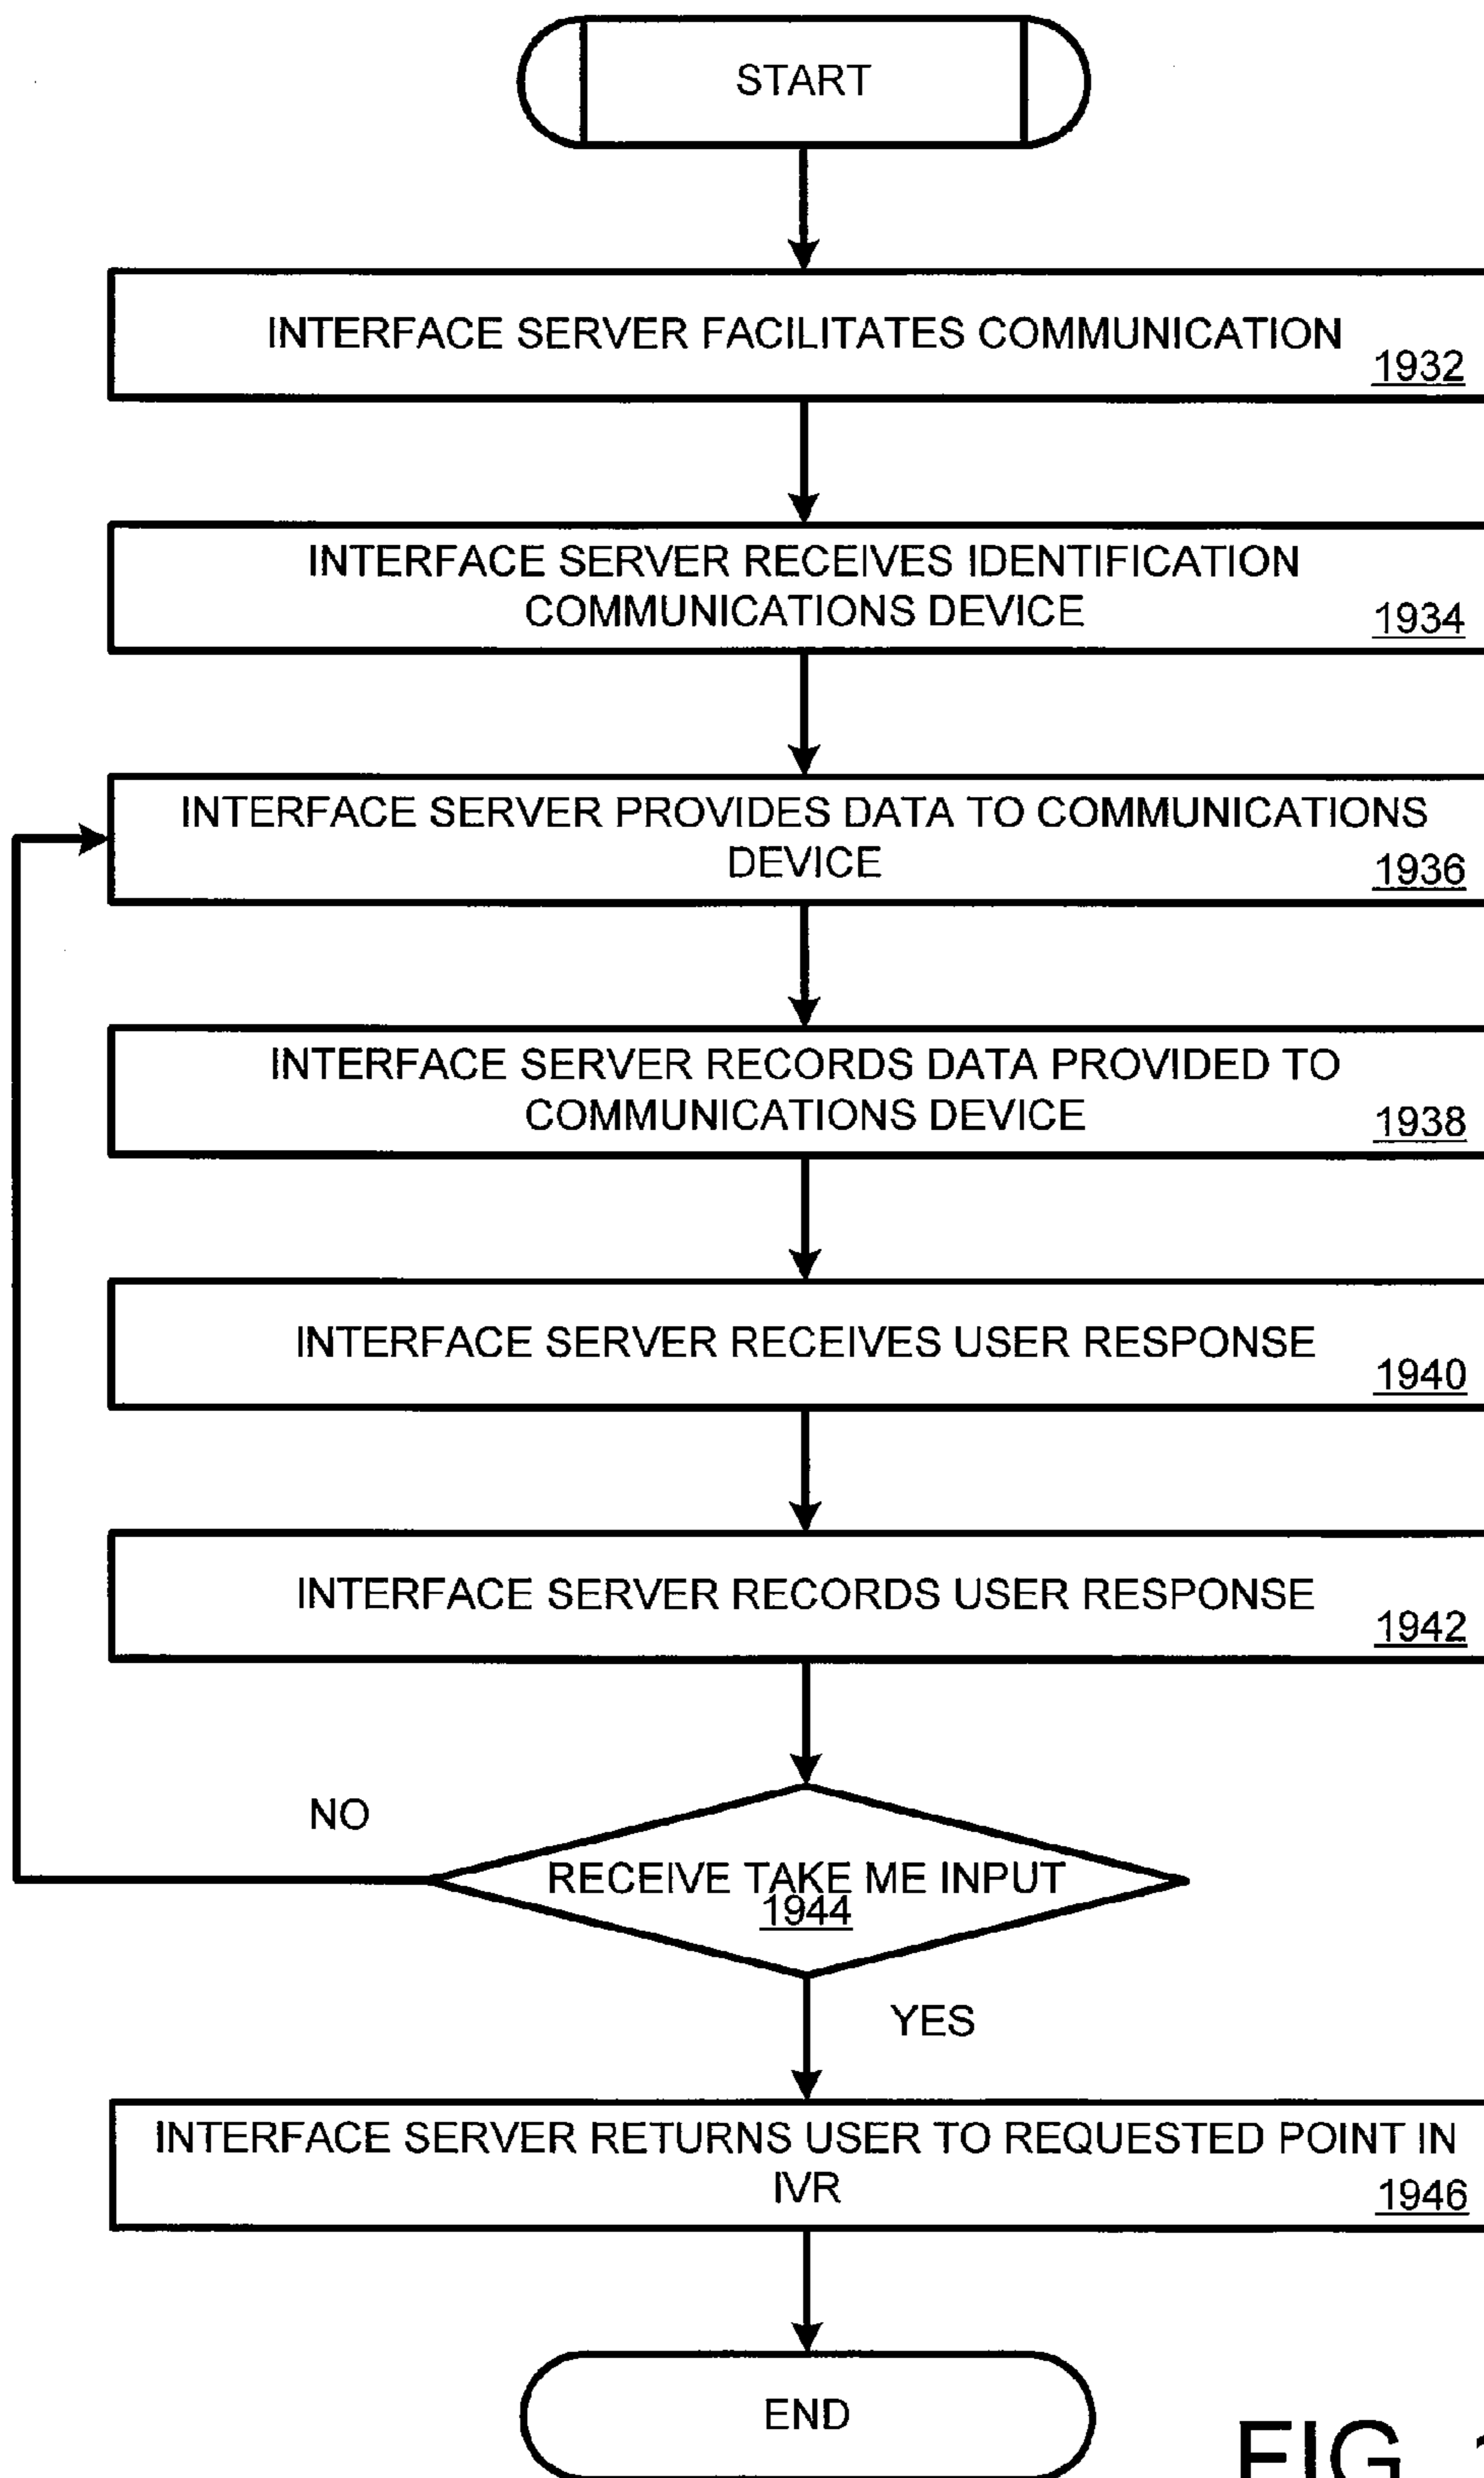 START
INTERFACE SERVER FACILITATES COMMUNICATION
1932
INTERFACE SERVER RECEIVES IDENTIFICATION
COMMUNICATIONS DEVICE
1934
INTERFACE SERVER PROVIDES DATA TO COMMUNICATIONS
DEVICE
1936
INTERFACE SERVER RECORDS DATA PROVIDED TO
COMMUNICATIONS DEVICE
1938
INTERFACE SERVER RECEIVES USER RESPONSE
1940
INTERFACE SERVER RECORDS USER RESPONSE
1942
NO
RECEIVE TAKE ME INPUT
1944
YES
INTERFACE SERVER RETURNS USER TO REQUESTED POINT IN
IVR
1946
END
FIG.